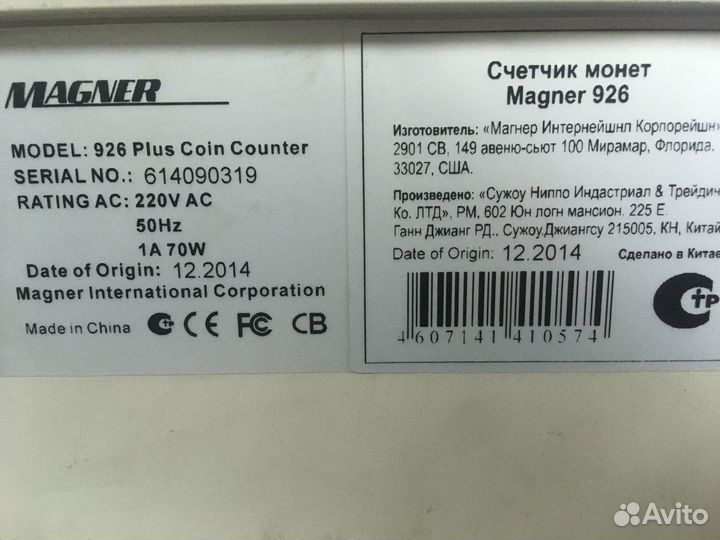 MAGNER
MODEL: 926 Plus Coin Counter
SERIAL NO.: 614090319
RATING AC: 220V AC
50Hz
1A 70W
Date of Origin: 12.2014
Magner International Corporation
Made in China CE FC CB
Счетчик монет
Magner 926
Изготовитель: «Магнер Интернейшнл Корпорейшн»
2901 СВ, 149 авеню-сьют 100 Мирамар, Флорида.
33027, США.
Произведено: «Сужоу Ниппо Индастриал & Трейдин
Ко. ЛТД», РМ, 602 Юн логн мансион. 225 Е.
Ганн Джианг РД., Сужоу,Джиангсу 215005, КН, Китай
Date of Origin: 12.2014 Сделано в Китае
4 607141 410574
Avito